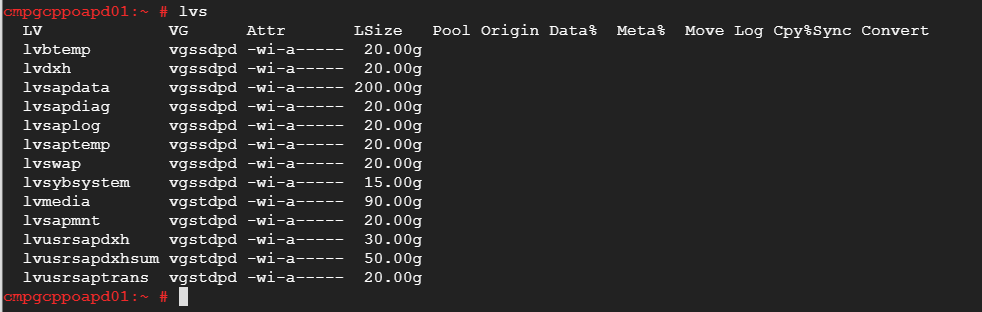 cmpgcppoapd01:~ # lvs
  LV            VG      Attr       LSize   Pool Origin Data%  Meta%  Move Log Cpy%Sync Convert
  lvbtemp       vgssdpd -wi-a-----  20.00g
  lvdxh         vgssdpd -wi-a-----  20.00g
  lvsapdata     vgssdpd -wi-a----- 200.00g
  lvsapdiag     vgssdpd -wi-a-----  20.00g
  lvsaplog      vgssdpd -wi-a-----  20.00g
  lvsaptemp     vgssdpd -wi-a-----  20.00g
  lvswap        vgssdpd -wi-a-----  20.00g
  lvsybsystem   vgssdpd -wi-a-----  15.00g
  lvmedia       vgstdpd -wi-a-----  90.00g
  lvsapmnt      vgstdpd -wi-a-----  20.00g
  lvusrsapdxh   vgstdpd -wi-a-----  30.00g
  lvusrsapdxhsum vgstdpd -wi-a-----  50.00g
  lvusrsaptrans vgstdpd -wi-a-----  20.00g
cmpgcppoapd01:~ #